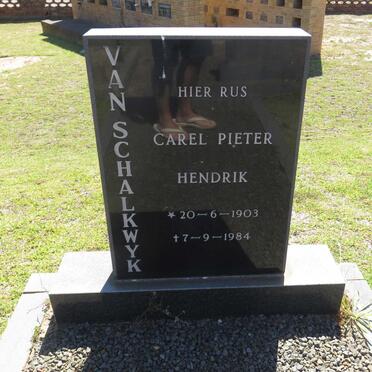 VAN SCHALKWYK
HIER RUS
CAREL PIETER
HENDRIK
* 20-6-1903
†7-9-1984